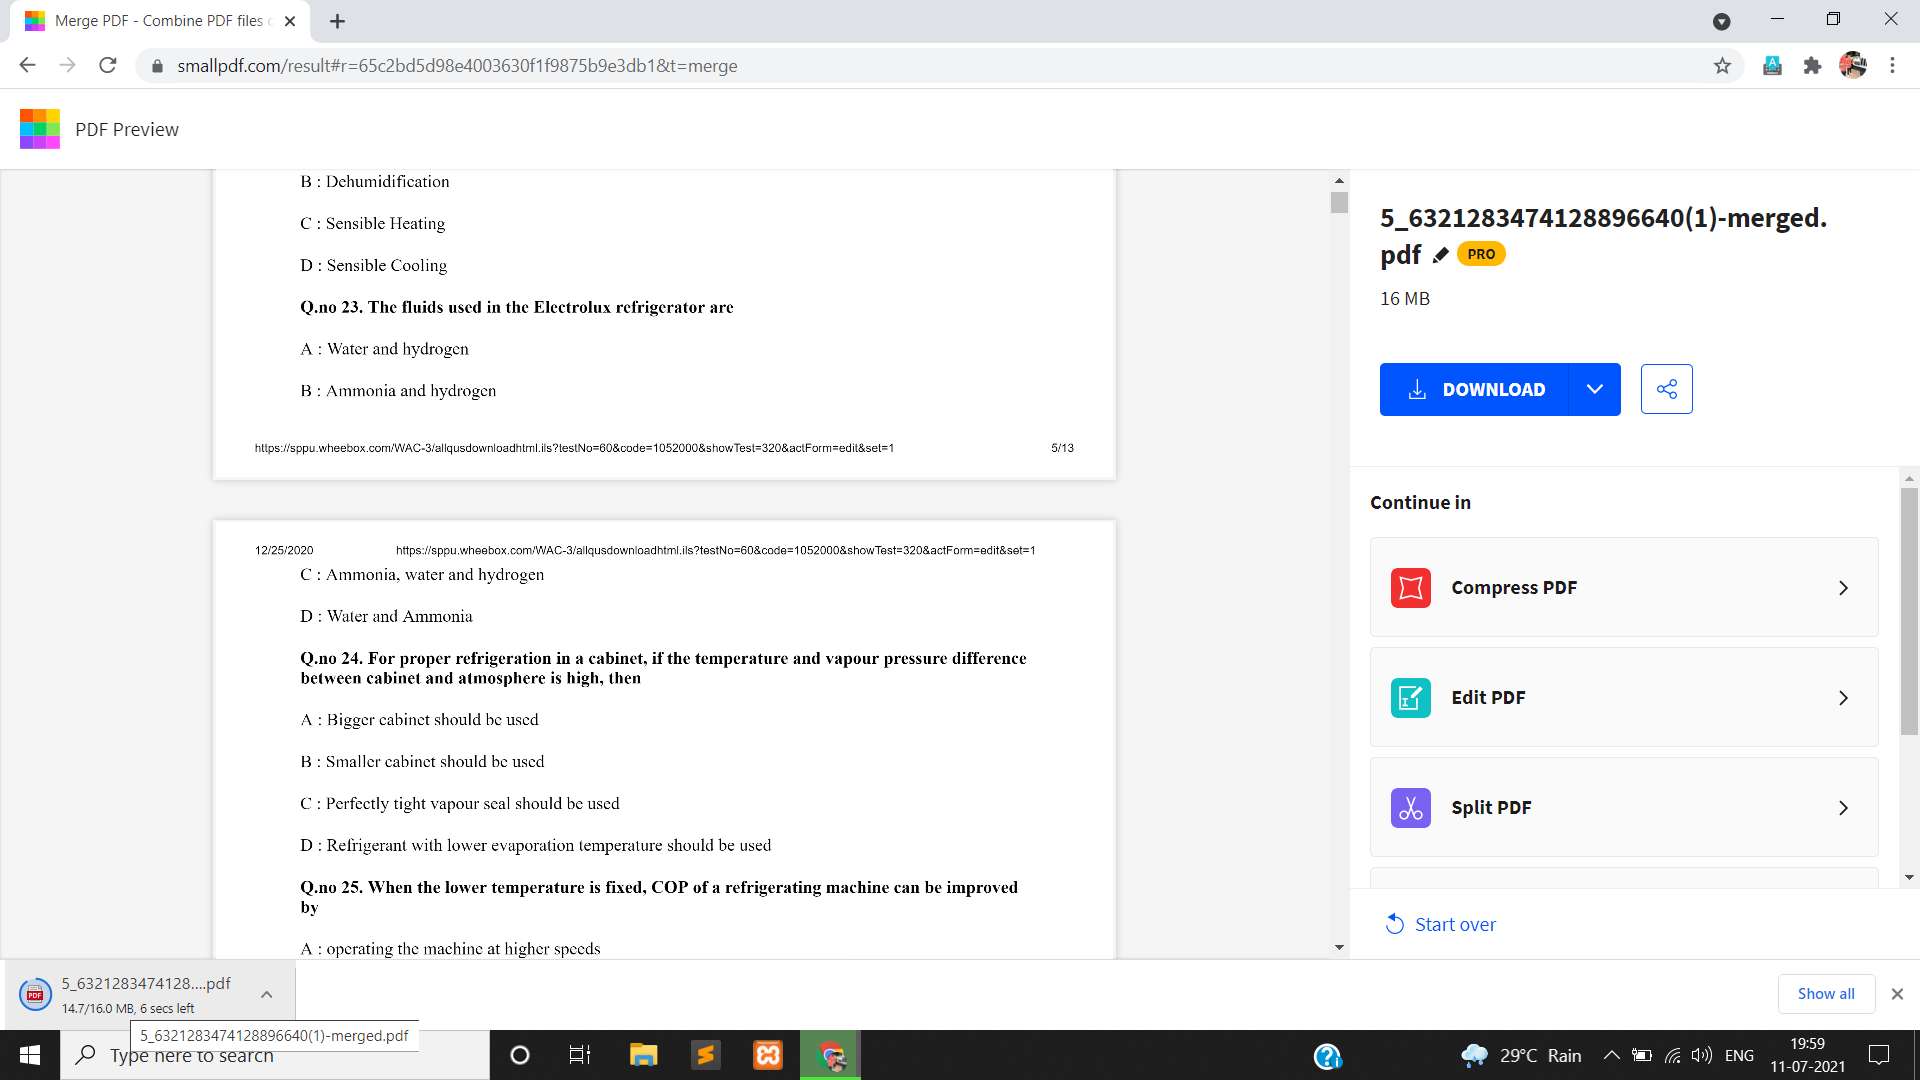 Merge PDF - Combine PDF files
smallpdf.com/result#r=65c2bd5d98e4003630f1f9875b9e3db1&t=merge
PDF Preview
B : Dehumidification
C : Sensible Heating
D : Sensible Cooling
Q.no 23. The fluids used in the Electrolux refrigerator are
A : Water and hydrogen
B : Ammonia and hydrogen
https://sppu.wheebox.com/WAC-3/allqusdownloadhtml.ils?testNo=60&code=1052000&showTest=320&actForm=edit&set=1 5/13
12/25/2020 https://sppu.wheebox.com/WAC-3/allqusdownloadhtml.ils?testNo=60&code=1052000&showTest=320&actForm=edit&set=1
C : Ammonia, water and hydrogen
D : Water and Ammonia
Q.no 24. For proper refrigeration in a cabinet, if the temperature and vapour pressure difference
between cabinet and atmosphere is high, then
A : Bigger cabinet should be used
B : Smaller cabinet should be used
C : Perfectly tight vapour seal should be used
D : Refrigerant with lower evaporation temperature should be used
Q.no 25. When the lower temperature is fixed, COP of a refrigerating machine can be improved
by
A : operating the machine at higher speeds
5_6321283474128896640(1)-merged.
pdf PRO
16 MB
DOWNLOAD
Continue in
Compress PDF
Edit PDF
Split PDF
Start over
5_6321283474128....pdf
14.7/16.0 MB, 6 secs left
Show all
5_6321283474128896640(1)-merged.pdf
Type here to search
29°C Rain
ENG
19:59
11-07-2021